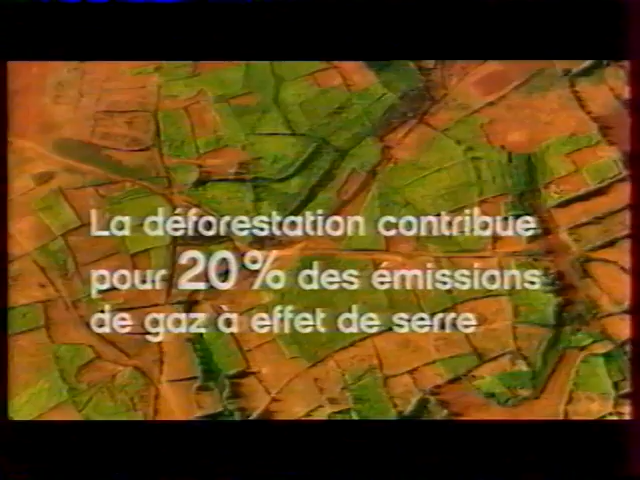 La déforestation contribue
pour 20% des émissions
de gaz à effet de serre